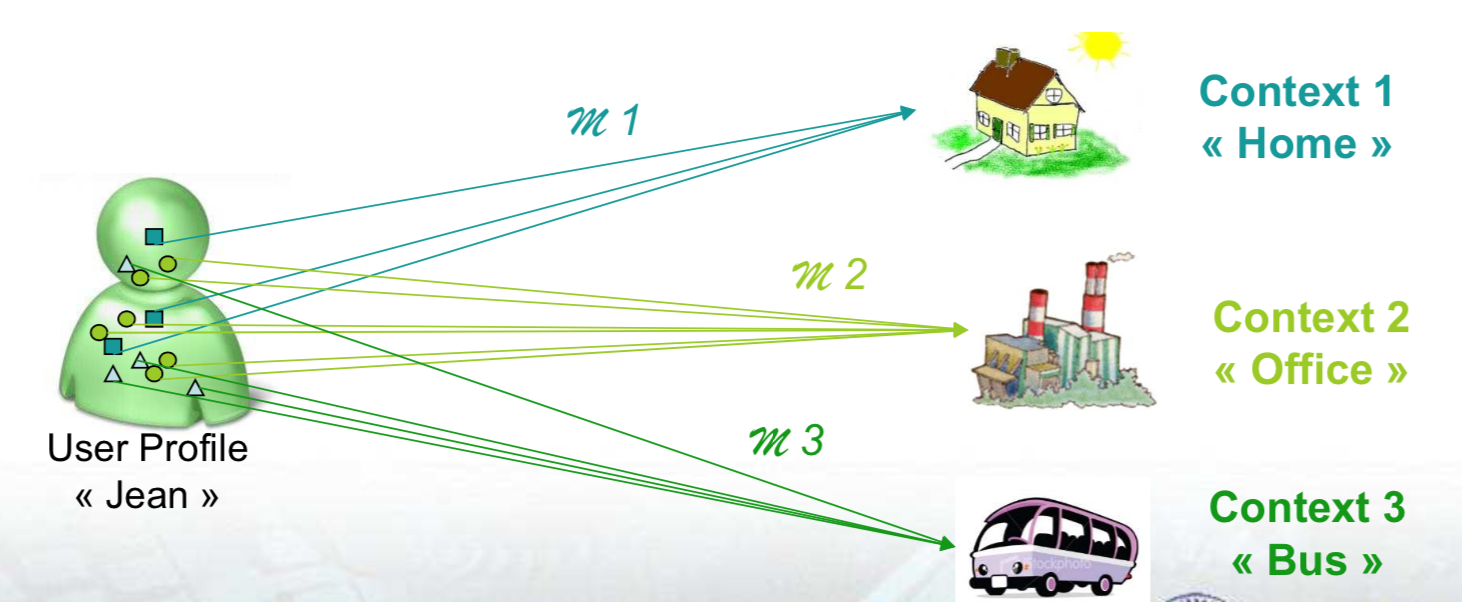 m 1
Context 1
« Home »
m 2
Context 2
« Office »
User Profile
« Jean »
m 3
Context 3
« Bus »